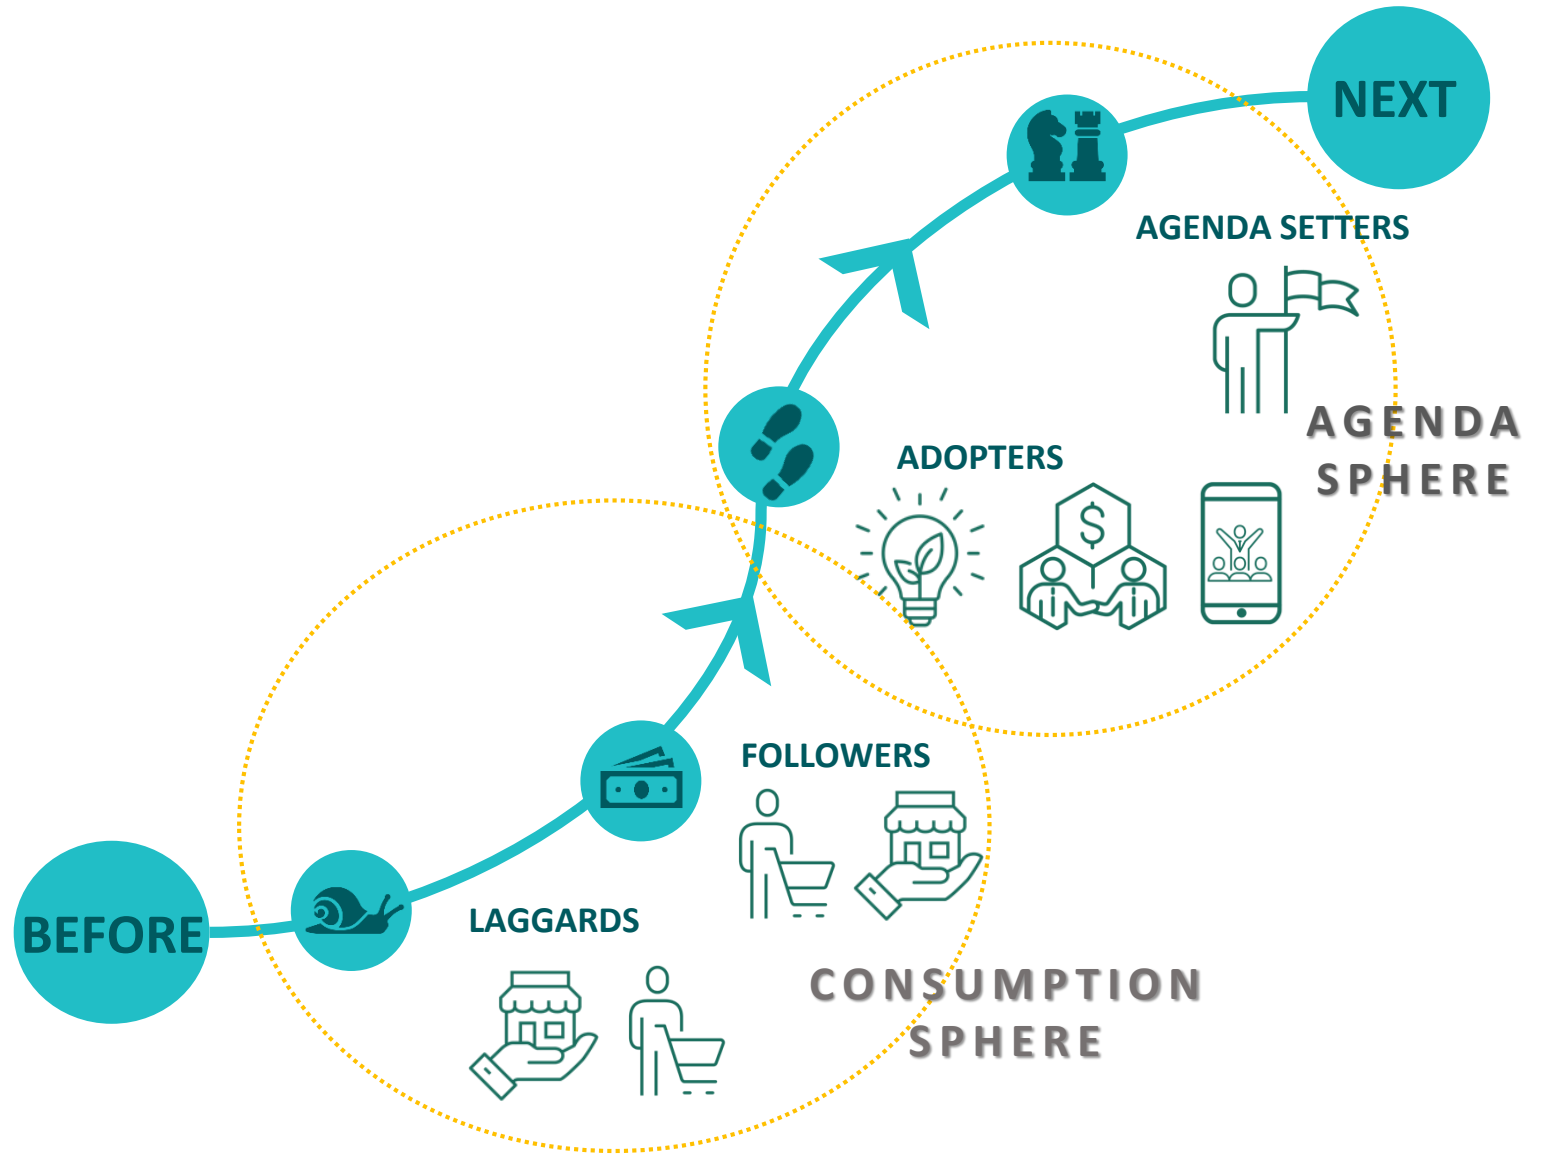 NEXT
AGENDA SETTERS
AGENDA
SPHERE
ADOPTERS
$
FOLLOWERS
BEFORE
LAGGARDS
CONSUMPTION
SPHERE